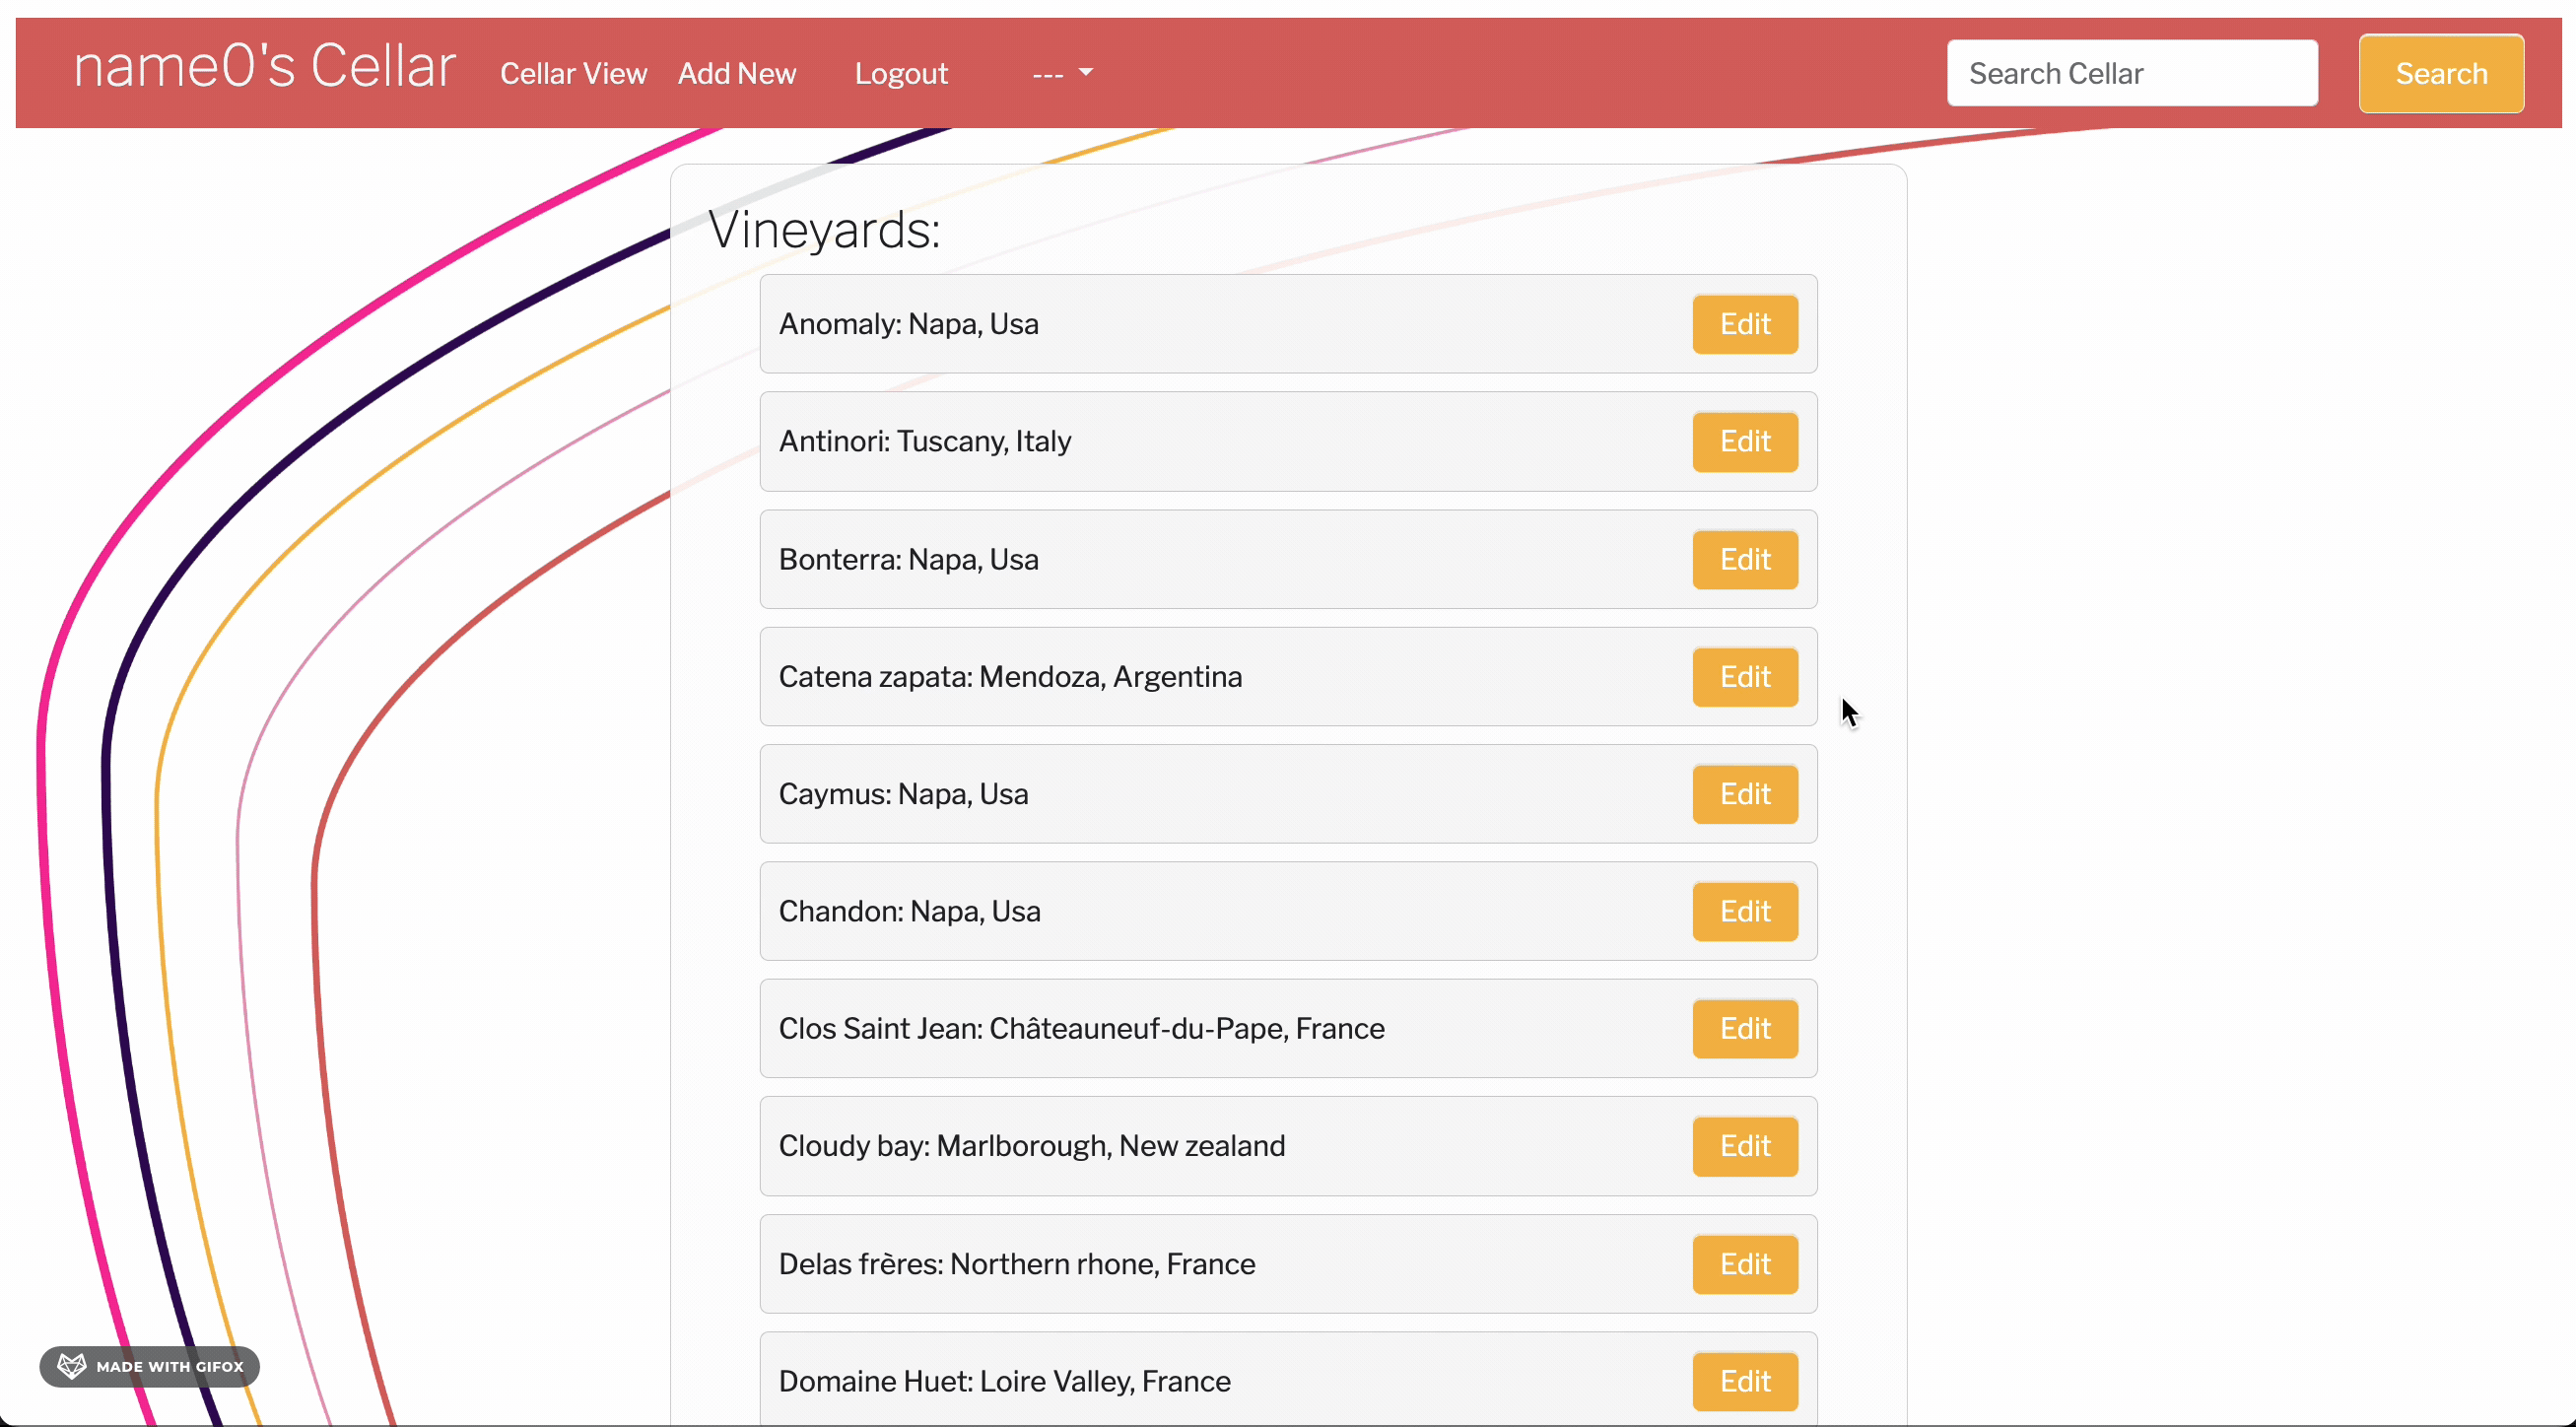 name0's Cellar Cellar View Add New Logout --- Search Cellar Search
Vineyards:
Anomaly: Napa, Usa Edit
Antinori: Tuscany, Italy Edit
Bonterra: Napa, Usa Edit
Catena zapata: Mendoza, Argentina Edit
Caymus: Napa, Usa Edit
Chandon: Napa, Usa Edit
Clos Saint Jean: Châteauneuf-du-Pape, France Edit
Cloudy bay: Marlborough, New zealand Edit
Delas frères: Northern rhone, France Edit
Domaine Huet: Loire Valley, France Edit
MADE WITH GIFOX